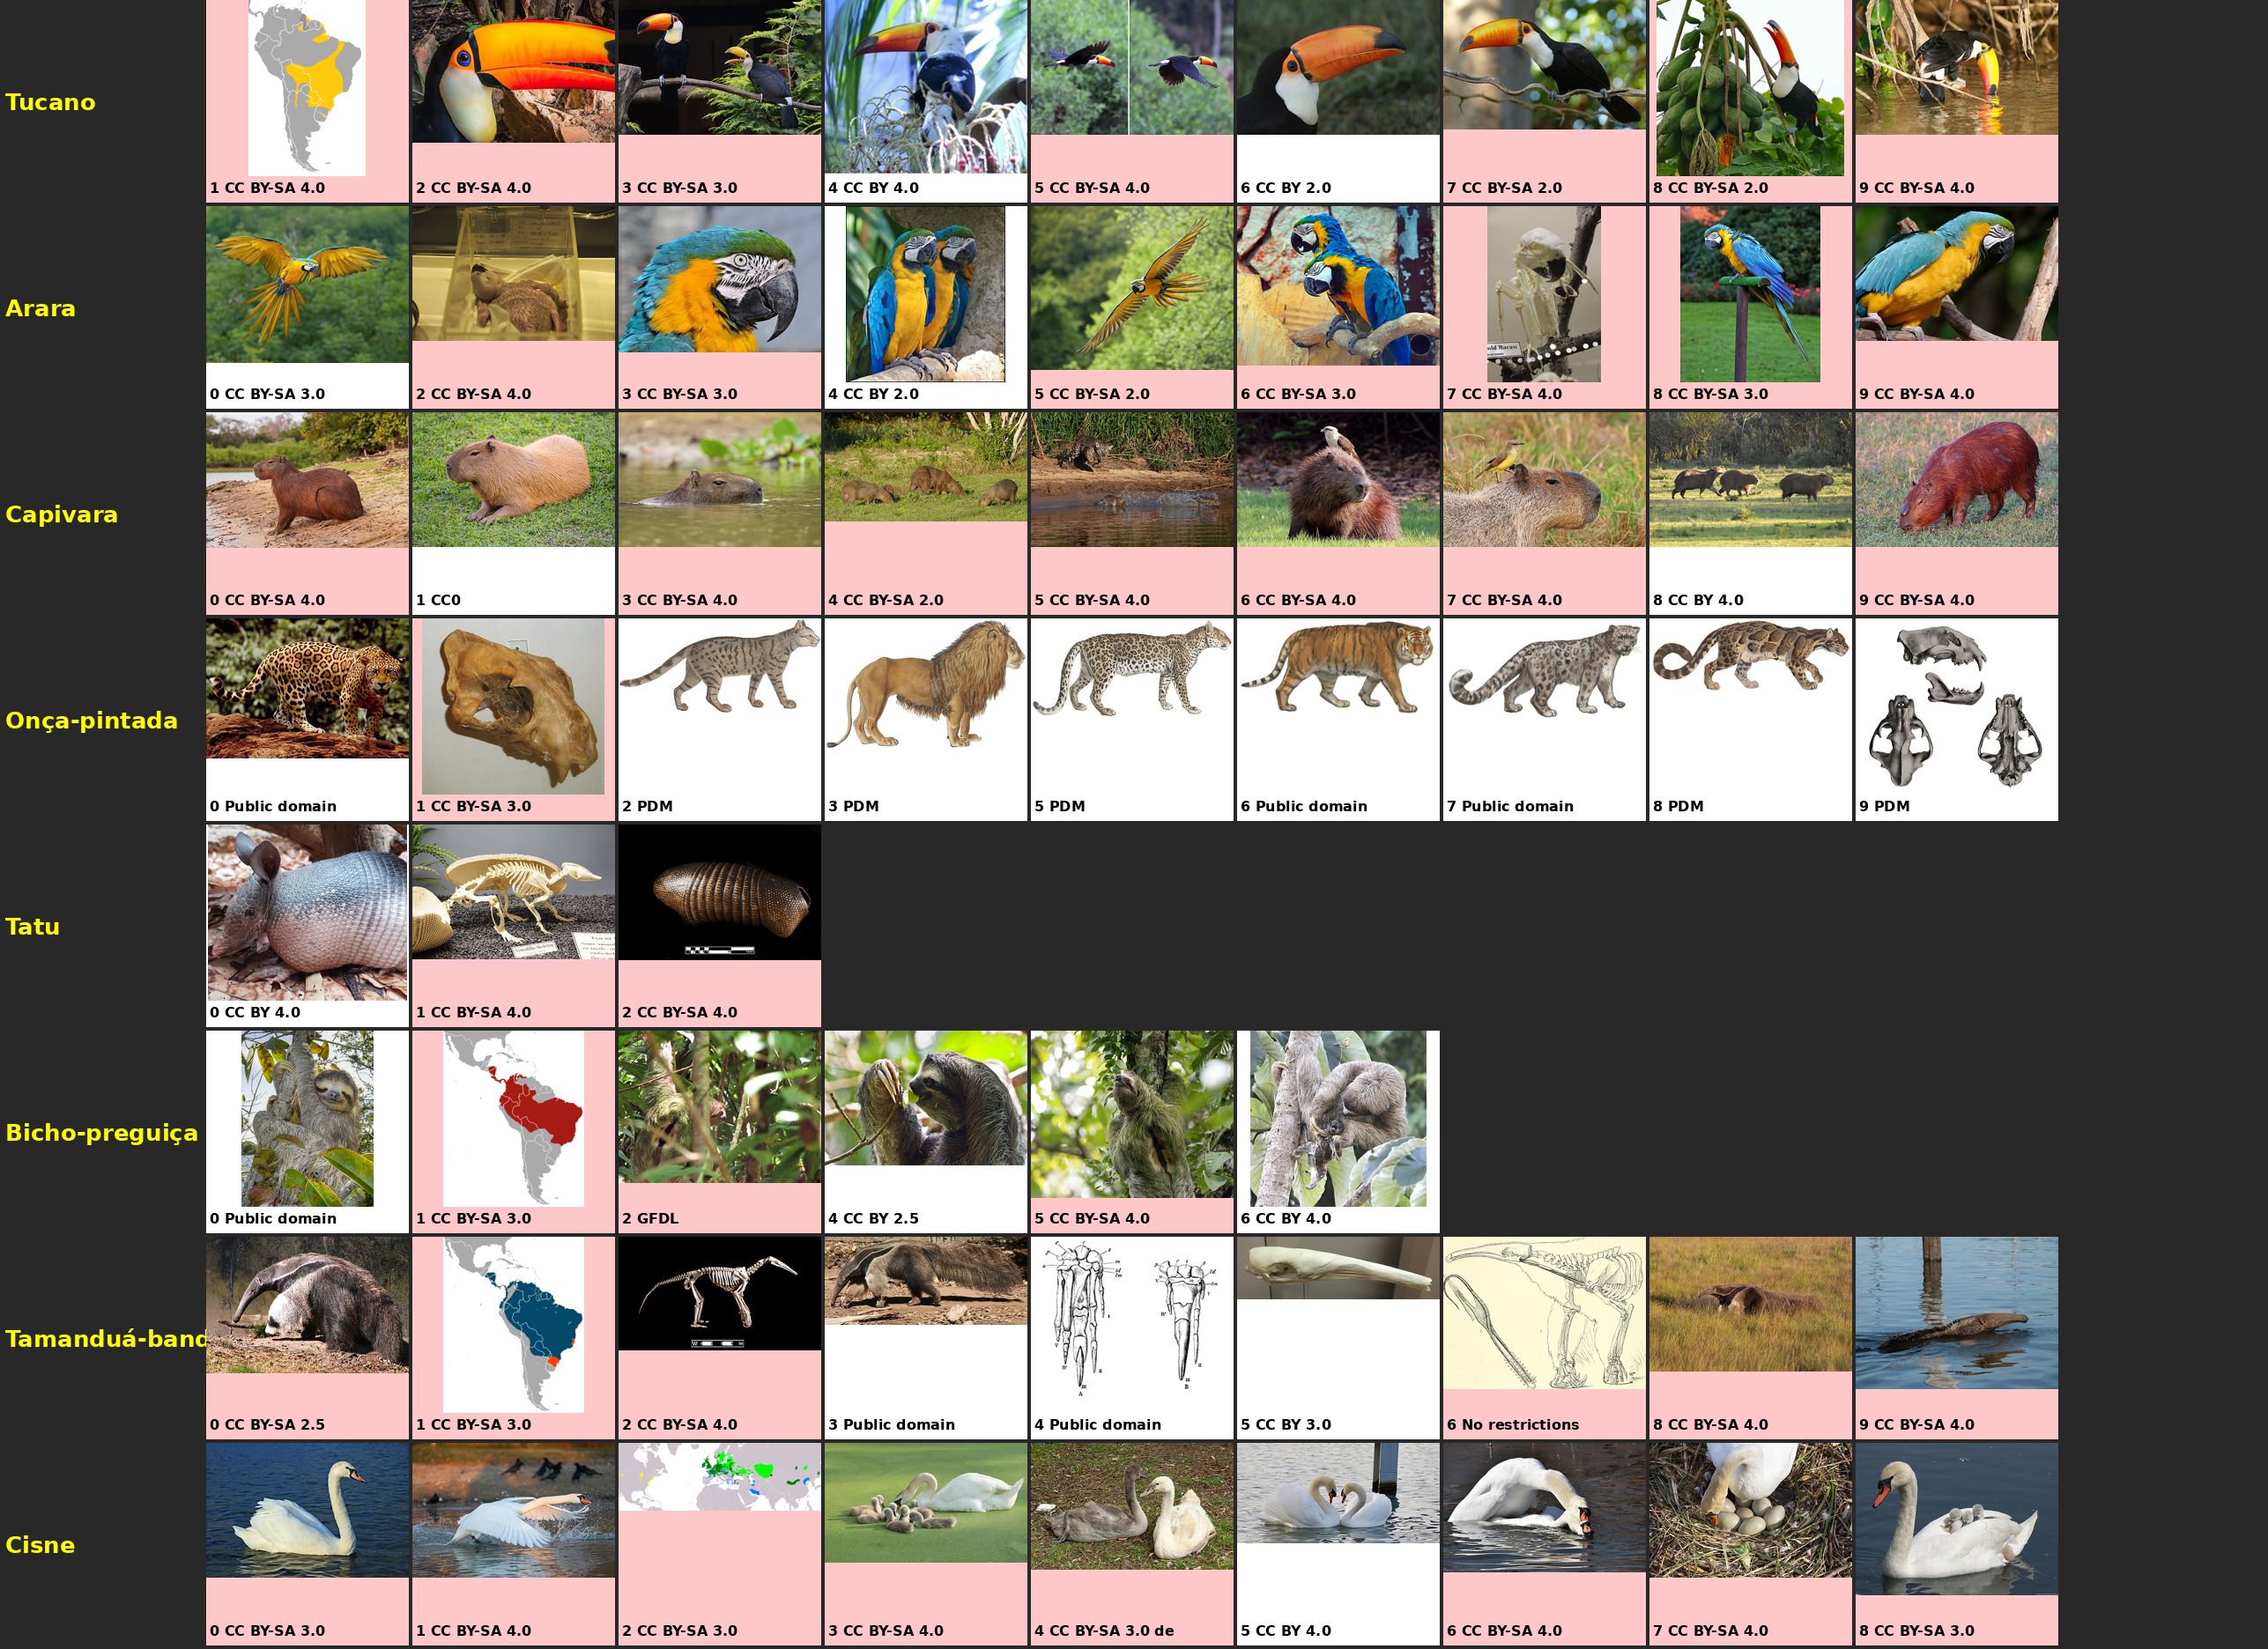 Tucano
1 CC BY-SA 4.0
2 CC BY-SA 4.0
3 CC BY-SA 3.0
4 CC BY 4.0
5 CC BY-SA 4.0
6 CC BY 2.0
7 CC BY-SA 2.0
8 CC BY-SA 2.0
9 CC BY-SA 4.0
Arara
0 CC BY-SA 3.0
2 CC BY-SA 4.0
3 CC BY-SA 3.0
4 CC BY 2.0
5 CC BY-SA 2.0
6 CC BY-SA 3.0
7 CC BY-SA 4.0
8 CC BY-SA 3.0
9 CC BY-SA 4.0
Capivara
0 CC BY-SA 4.0
1 CC0
3 CC BY-SA 4.0
4 CC BY-SA 2.0
5 CC BY-SA 4.0
6 CC BY-SA 4.0
7 CC BY-SA 4.0
8 CC BY 4.0
9 CC BY-SA 4.0
Onça-pintada
0 Public domain
1 CC BY-SA 3.0
2 PDM
3 PDM
5 PDM
6 Public domain
7 Public domain
8 PDM
9 PDM
Tatu
0 CC BY 4.0
1 CC BY-SA 4.0
2 CC BY-SA 4.0
Bicho-preguiça
0 Public domain
1 CC BY-SA 3.0
2 GFDL
4 CC BY 2.5
5 CC BY-SA 4.0
6 CC BY 4.0
Tamanduá-band
0 CC BY-SA 2.5
1 CC BY-SA 3.0
2 CC BY-SA 4.0
3 Public domain
4 Public domain
5 CC BY 3.0
6 No restrictions
8 CC BY-SA 4.0
9 CC BY-SA 4.0
Cisne
0 CC BY-SA 3.0
1 CC BY-SA 4.0
2 CC BY-SA 3.0
3 CC BY-SA 4.0
4 CC BY-SA 3.0 de
5 CC BY 4.0
6 CC BY-SA 4.0
7 CC BY-SA 4.0
8 CC BY-SA 3.0